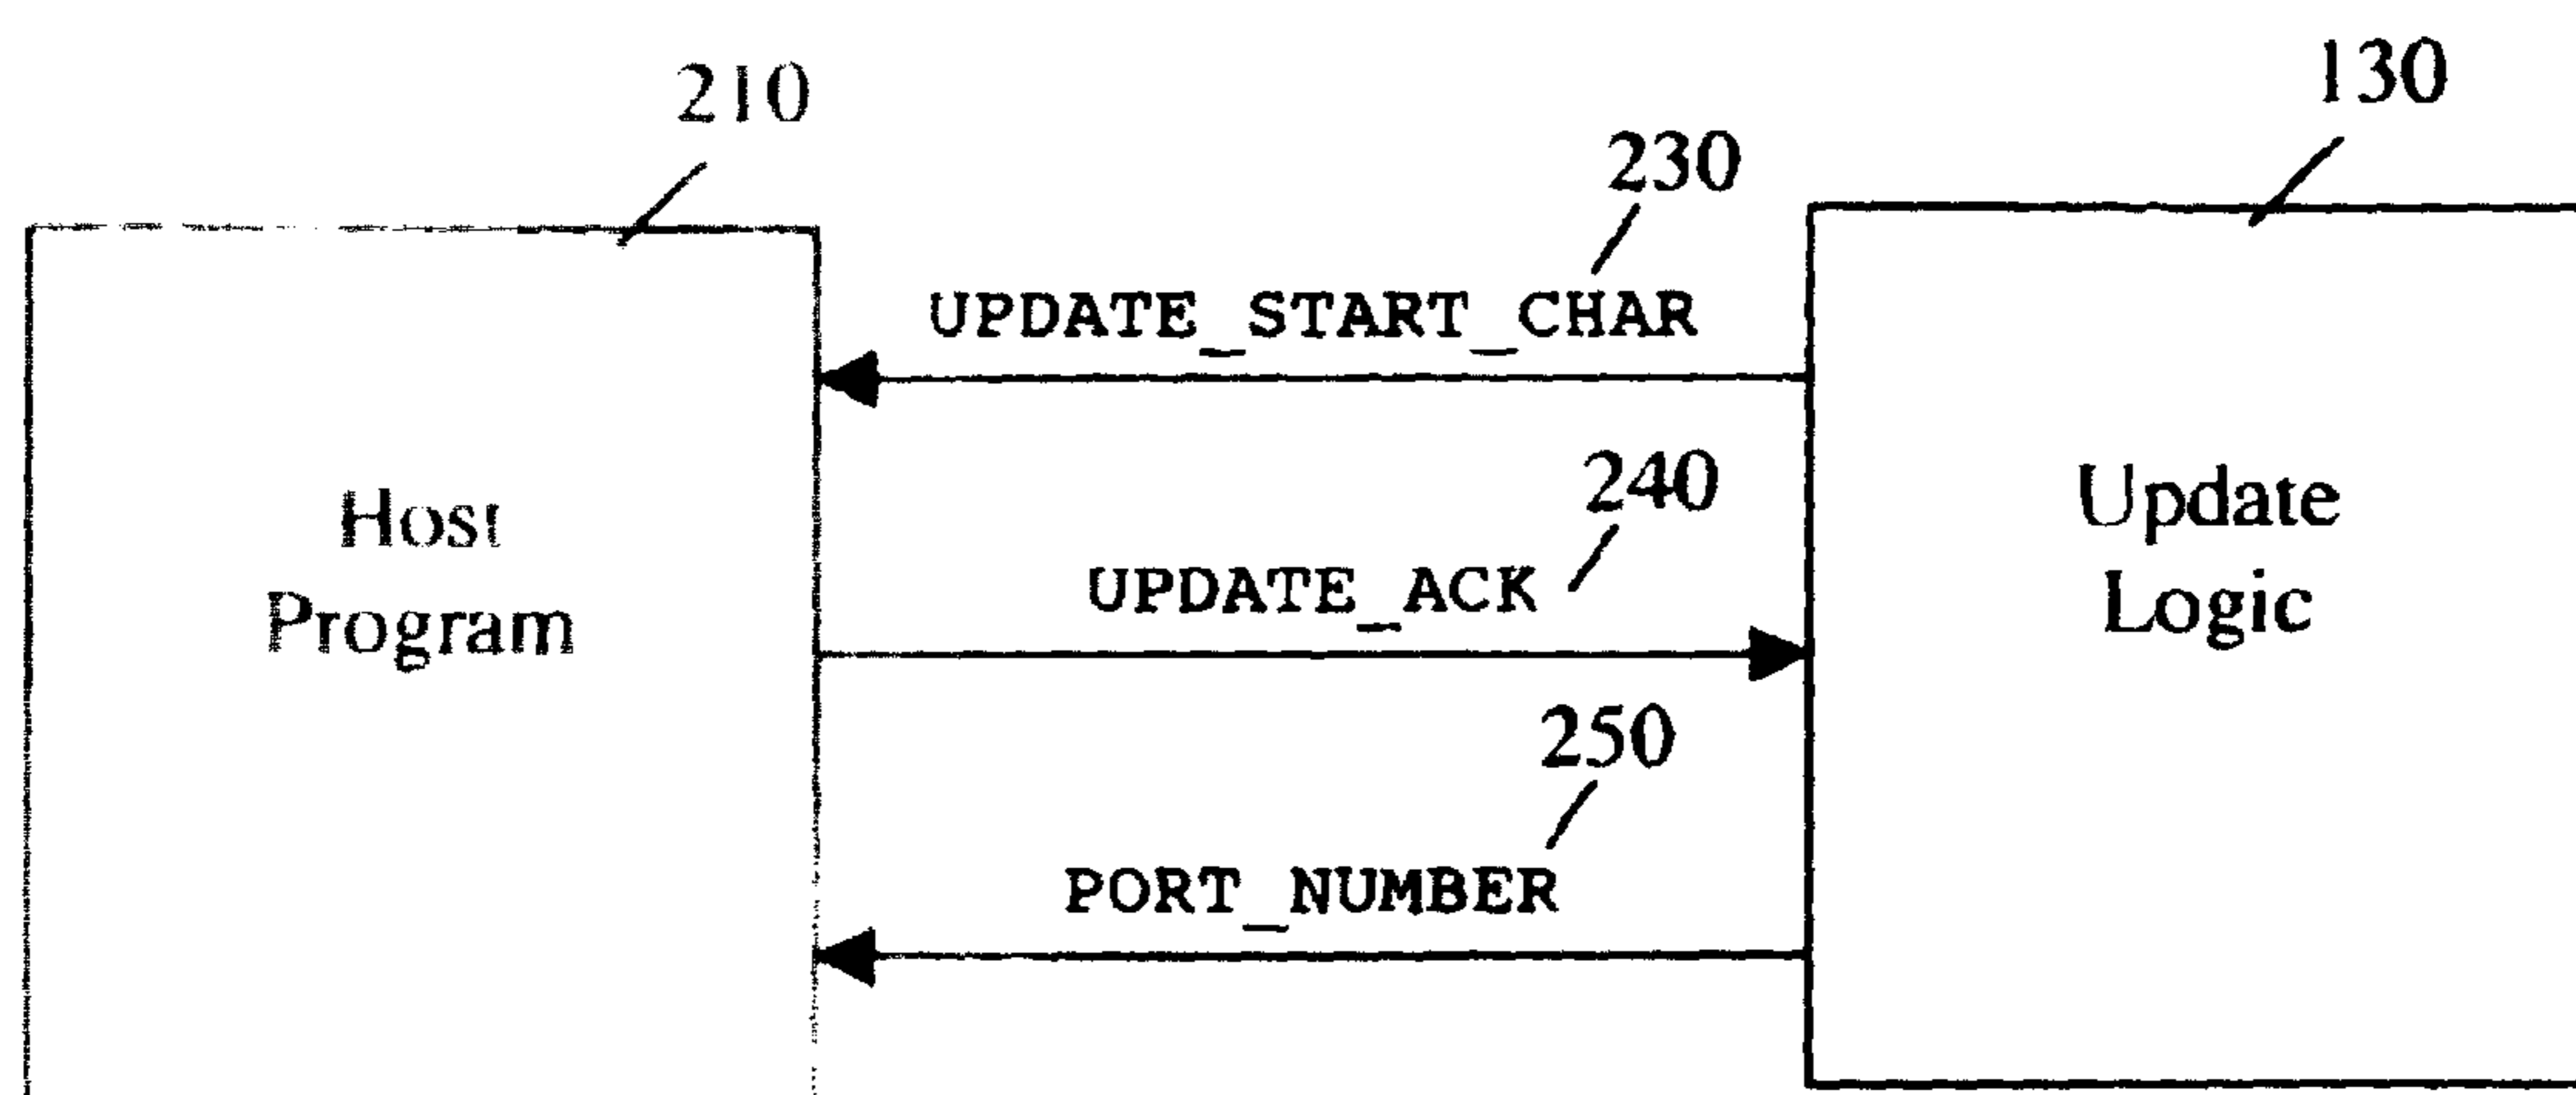 210
130
230
UPDATE_START_CHAR
Host
Program
240
UPDATE_ACK
Update
Logic
250
PORT_NUMBER